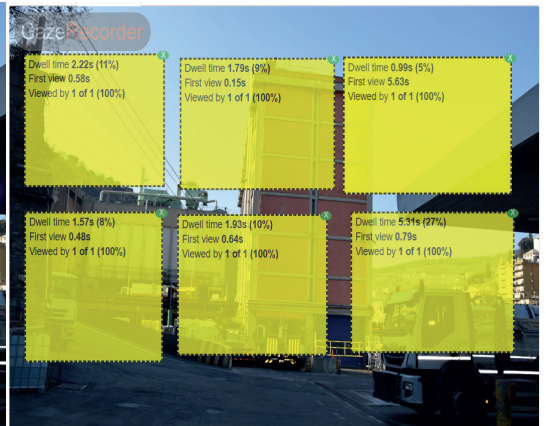 GazeRecorder
Dwell time 2.22s (11%)
First view 0.58s
Viewed by 1 of 1 (100%)
X
Dwell time 1.79s (9%)
First view 0.15s
Viewed by 1 of 1 (100%)
X
Dwell time 0.99s (5%)
First view 5.63s
Viewed by 1 of 1 (100%)
X
Dwell time 1.57s (8%)
First view 0.48s
Viewed by 1 of 1 (100%)
X
Dwell time 1.93s (10%)
First view 0.64s
Viewed by 1 of 1 (100%)
X
Dwell time 5.31s (27%)
First view 0.79s
Viewed by 1 of 1 (100%)
X